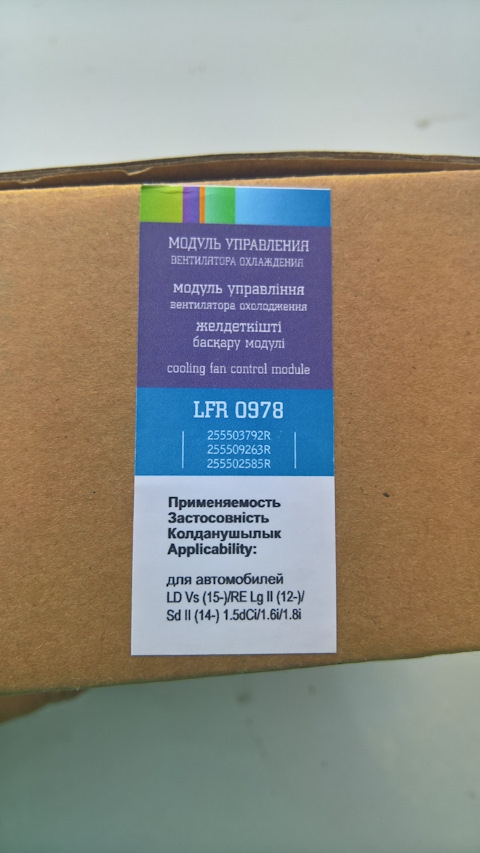 МОДУЛЬ УПРАВЛЕНИЯ
ВЕНТИЛЯТОРА ОХЛАЖДЕНИЯ
модуль управління
вентилятора охолодження
желдеткішті
басқару модулі
cooling fan control module
LFR 0978
255503792R
255509263R
255502585R
Применяемость
Застосовність
Колданушылык
Applicability:
для автомобилей
LD Vs (15-)/RE Lg II (12-)/
Sd II (14-) 1.5dCi/1.6i/1.8i